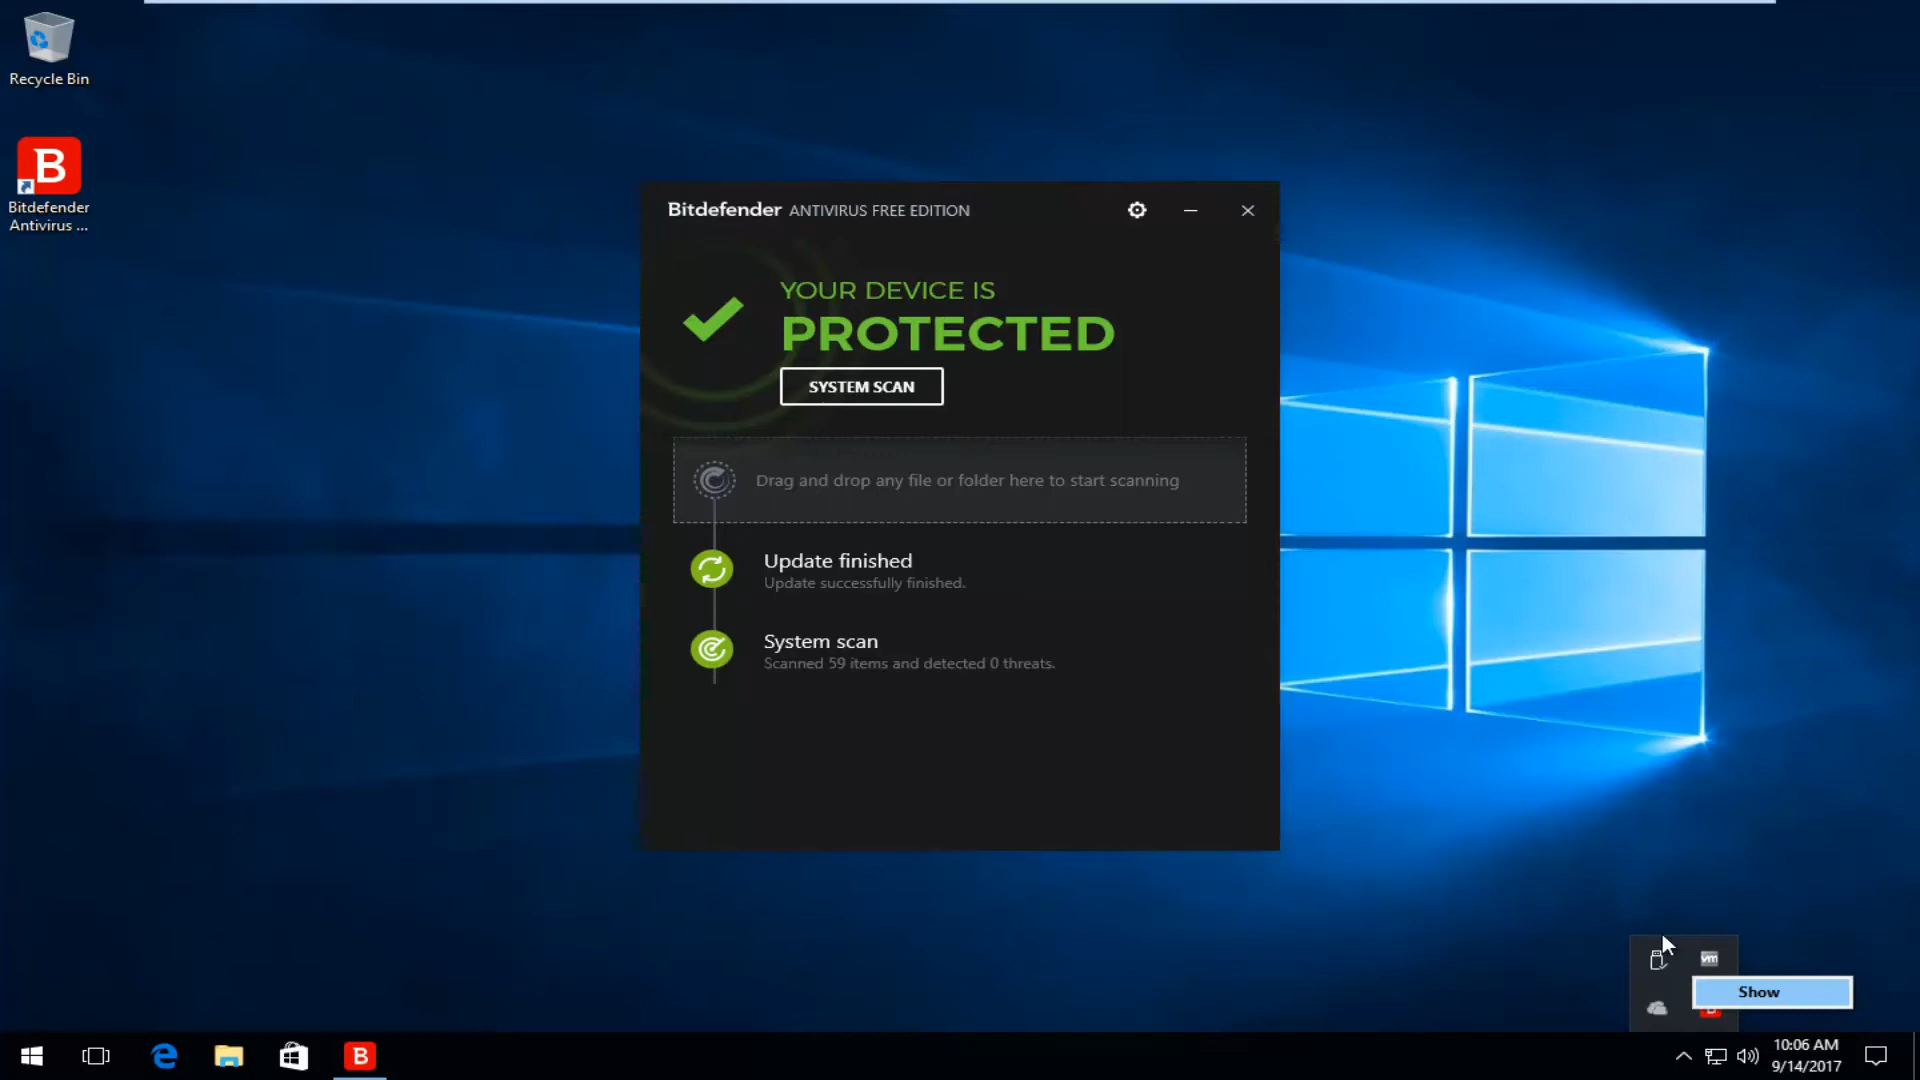 Recycle Bin
Bitdefender
Antivirus ...
Bitdefender ANTIVIRUS FREE EDITION
YOUR DEVICE IS
PROTECTED
SYSTEM SCAN
Drag and drop any file or folder here to start scanning
Update finished
Update successfully finished.
System scan
Scanned 59 items and detected 0 threats.
vm
Show
10:06 AM
9/14/2017